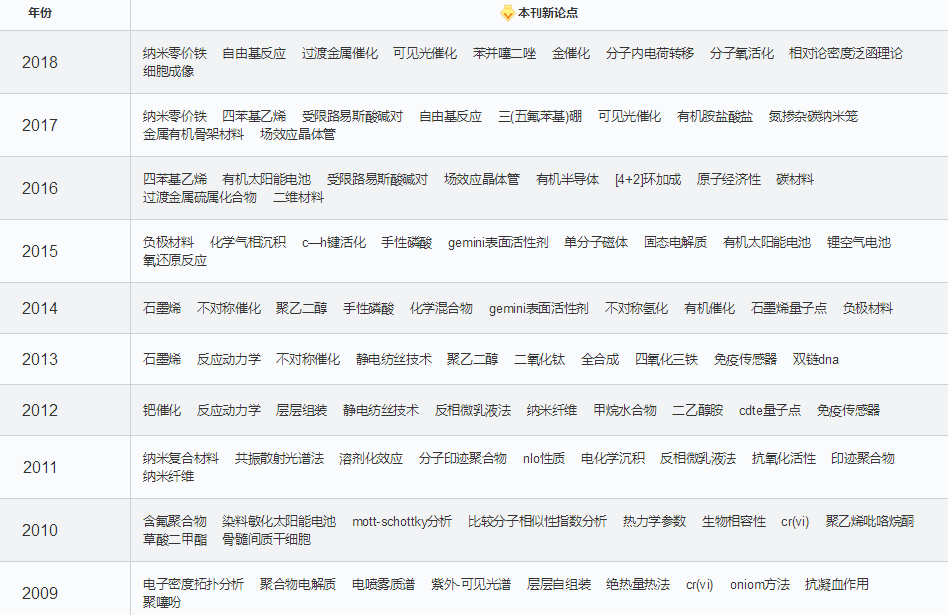 年份 本刊新论点
2018 纳米零价铁 自由基反应 过渡金属催化 可见光催化 苯并噻二唑 金催化 分子内电荷转移 分子氧活化 相对论密度泛函理论
细胞成像
2017 纳米零价铁 四苯基乙烯 受限路易斯酸碱对 自由基反应 三(五氟苯基)硼 可见光催化 有机胺盐酸盐 氮掺杂碳纳米笼
金属有机骨架材料 场效应晶体管
2016 四苯基乙烯 有机太阳能电池 受限路易斯酸碱对 场效应晶体管 有机半导体 [4+2]环加成 原子经济性 碳材料
过渡金属硫属化合物 二维材料
2015 负极材料 化学气相沉积 c—h键活化 手性磷酸 gemini表面活性剂 单分子磁体 固态电解质 有机太阳能电池 锂空气电池
氧还原反应
2014 石墨烯 不对称催化 聚乙二醇 手性磷酸 化学混合物 gemini表面活性剂 不对称氢化 有机催化 石墨烯量子点 负极材料
2013 石墨烯 反应动力学 不对称催化 静电纺丝技术 聚乙二醇 二氧化钛 全合成 四氧化三铁 免疫传感器 双链dna
2012 钯催化 反应动力学 层层组装 静电纺丝技术 反相微乳液法 纳米纤维 甲烷水合物 二乙醇胺 cdte量子点 免疫传感器
2011 纳米复合材料 共振散射光谱法 溶剂化效应 分子印迹聚合物 nlo性质 电化学沉积 反相微乳液法 抗氧化活性 印迹聚合物
纳米纤维
2010 含氟聚合物 染料敏化太阳能电池 mott-schottky分析 比较分子相似性指数分析 热力学参数 生物相容性 cr(vi) 聚乙烯吡咯烷酮
草酸二甲酯 骨髓间质干细胞
2009 电子密度拓扑分析 聚合物电解质 电喷雾质谱 紫外-可见光谱 层层自组装 绝热量热法 cr(vi) oniom方法 抗凝血作用
聚噻吩